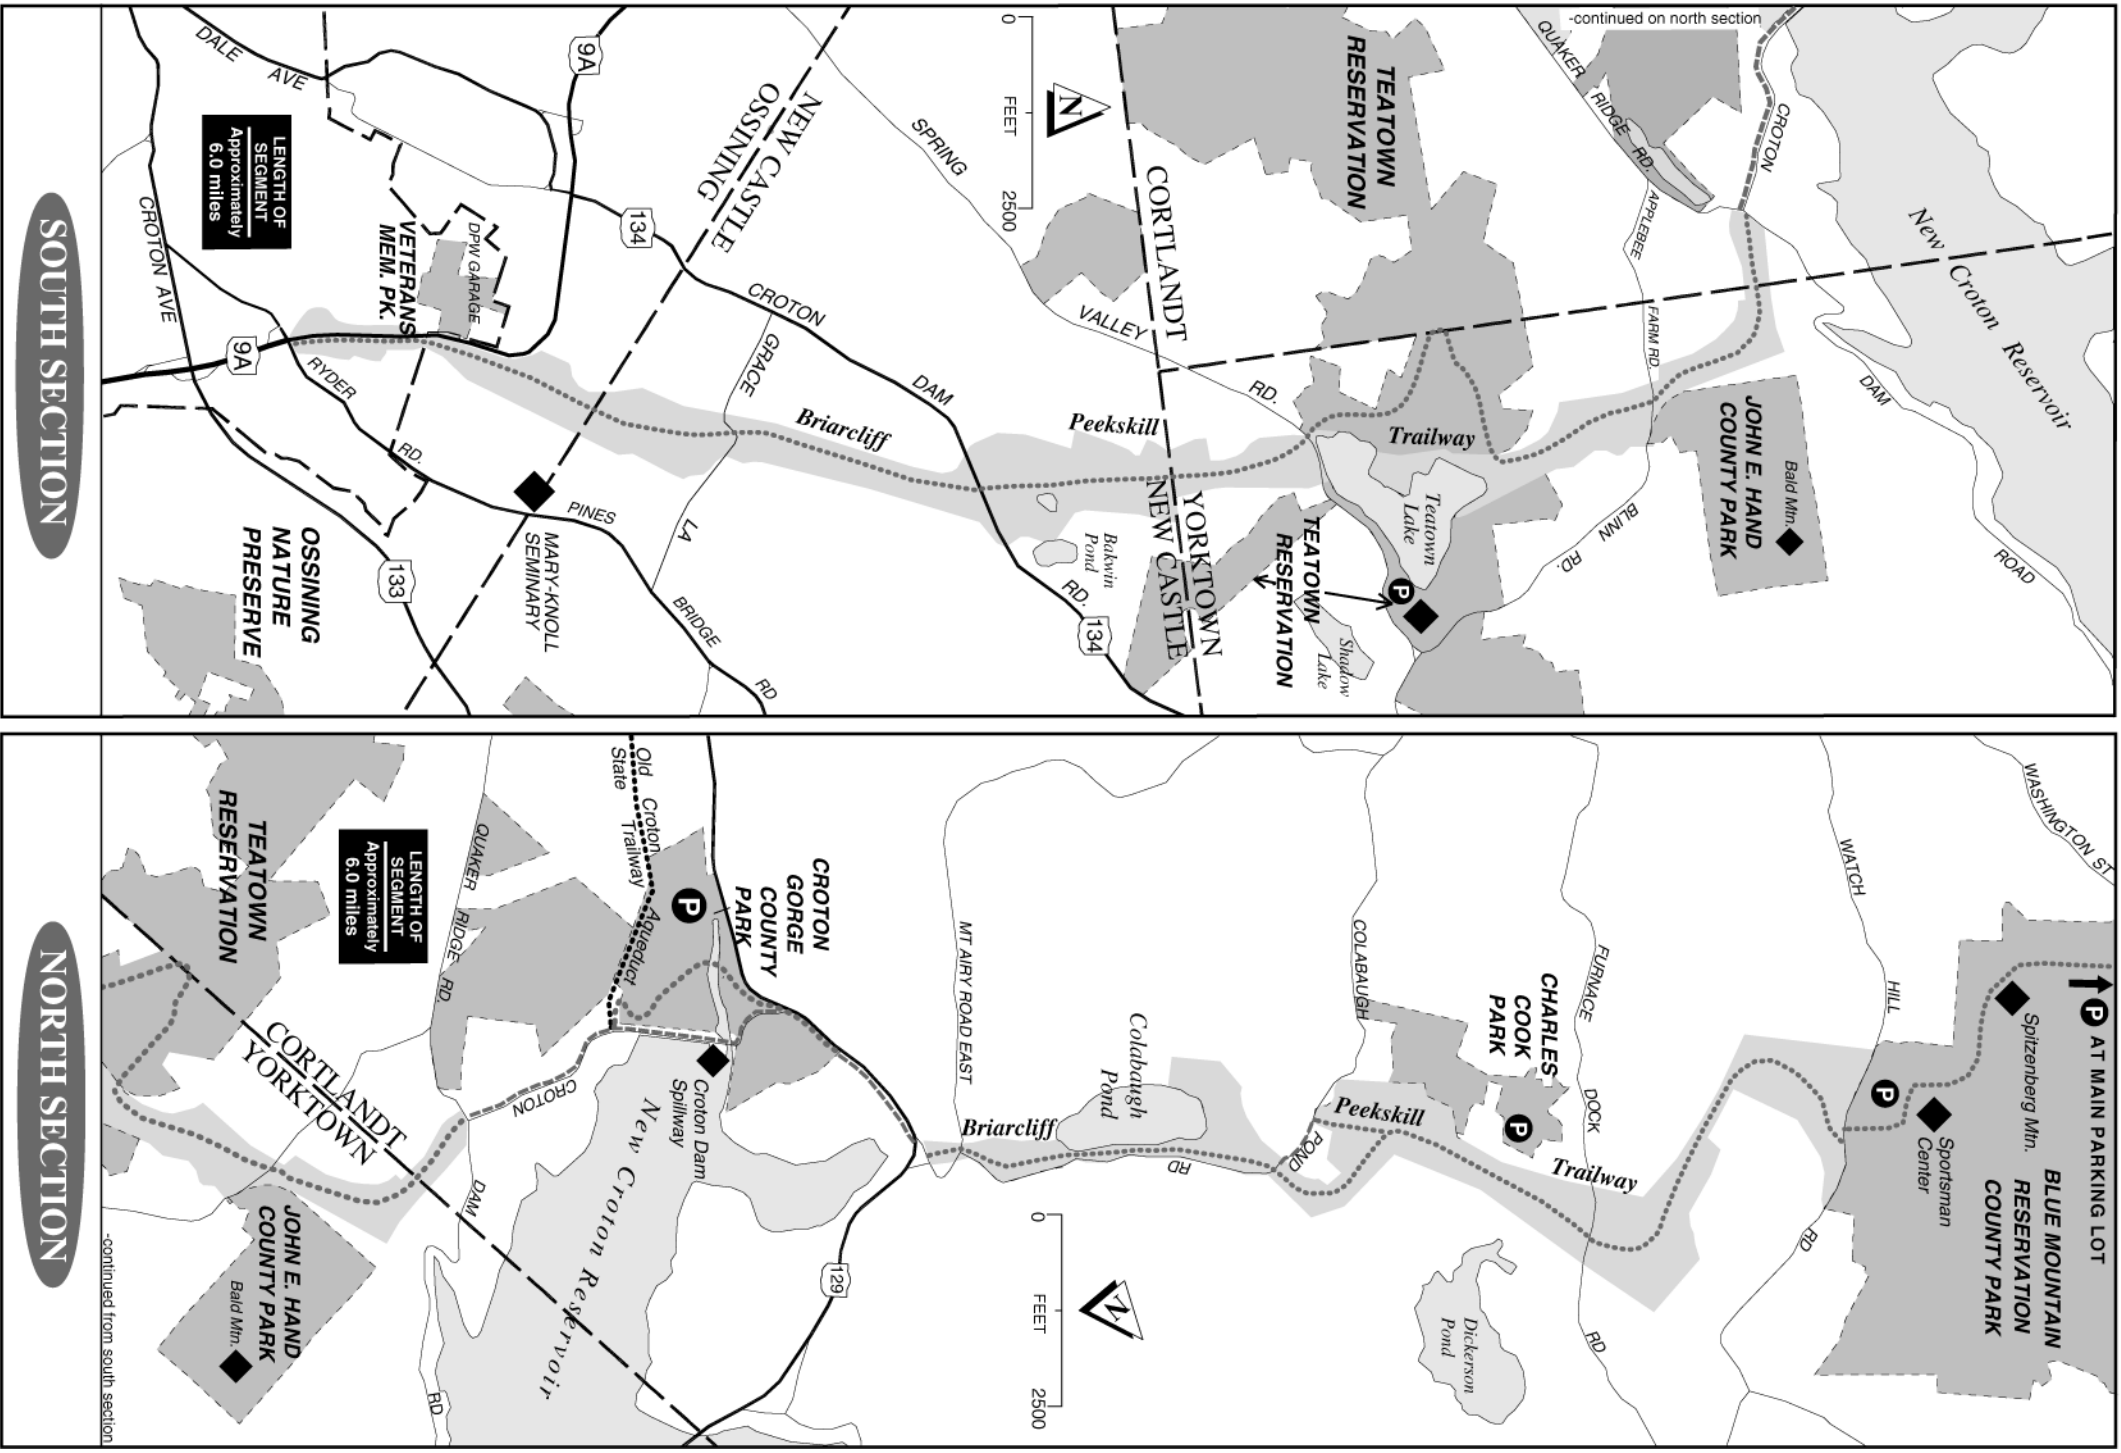 SOUTH SECTION
-continued on north section
New
Croton
Reservoir
CROTON
DAM
ROAD
QUAKER
RIDGE
RD.
APPLEBEE
FARM RD.
BLINN
RD.
JOHN E. HAND
COUNTY PARK
Bald Mtn.
TEATOWN
RESERVATION
Trailway
Teatown
Lake
P
TEATOWN
RESERVATION
Shadow
Lake
CORTLANDT
YORKTOWN
NEW CASTLE
0
FEET
2500
N
SPRING
VALLEY
RD.
Peekskill
Bakwin
Pond
Briarcliff
CROTON
DAM
RD.
134
134
NEW CASTLE
OSSINING
GRACE
LA
BRIDGE
RD
PINES
MARY-KNOLL
SEMINARY
9A
DALE
AVE
DPW GARAGE
VETERANS
MEM. PK.
LENGTH OF
SEGMENT
Approximately
6.0 miles
CROTON AVE
9A
RYDER
RD.
133
OSSINING
NATURE
PRESERVE
NORTH SECTION
WASHINGTON ST
P AT MAIN PARKING LOT
Spitzenberg Mtn.
BLUE MOUNTAIN
RESERVATION
COUNTY PARK
Sportsman
Center
P
WATCH
HILL
RD
FURNACE
DOCK
RD
CHARLES
COOK
PARK
P
Trailway
Peekskill
Dickerson
Pond
COLABAUGH
POND
RD
Colabaugh
Pond
MT AIRY ROAD EAST
Briarcliff
0
FEET
2500
N
CROTON
GORGE
COUNTY
PARK
P
129
Old Croton Aqueduct
State Trailway
Croton Dam
Spillway
New Croton Reservoir
CROTON
DAM
RD
QUAKER
RIDGE
RD.
LENGTH OF
SEGMENT
Approximately
6.0 miles
TEATOWN
RESERVATION
CORTLANDT
YORKTOWN
JOHN E. HAND
COUNTY PARK
Bald Mtn.
-continued from south section